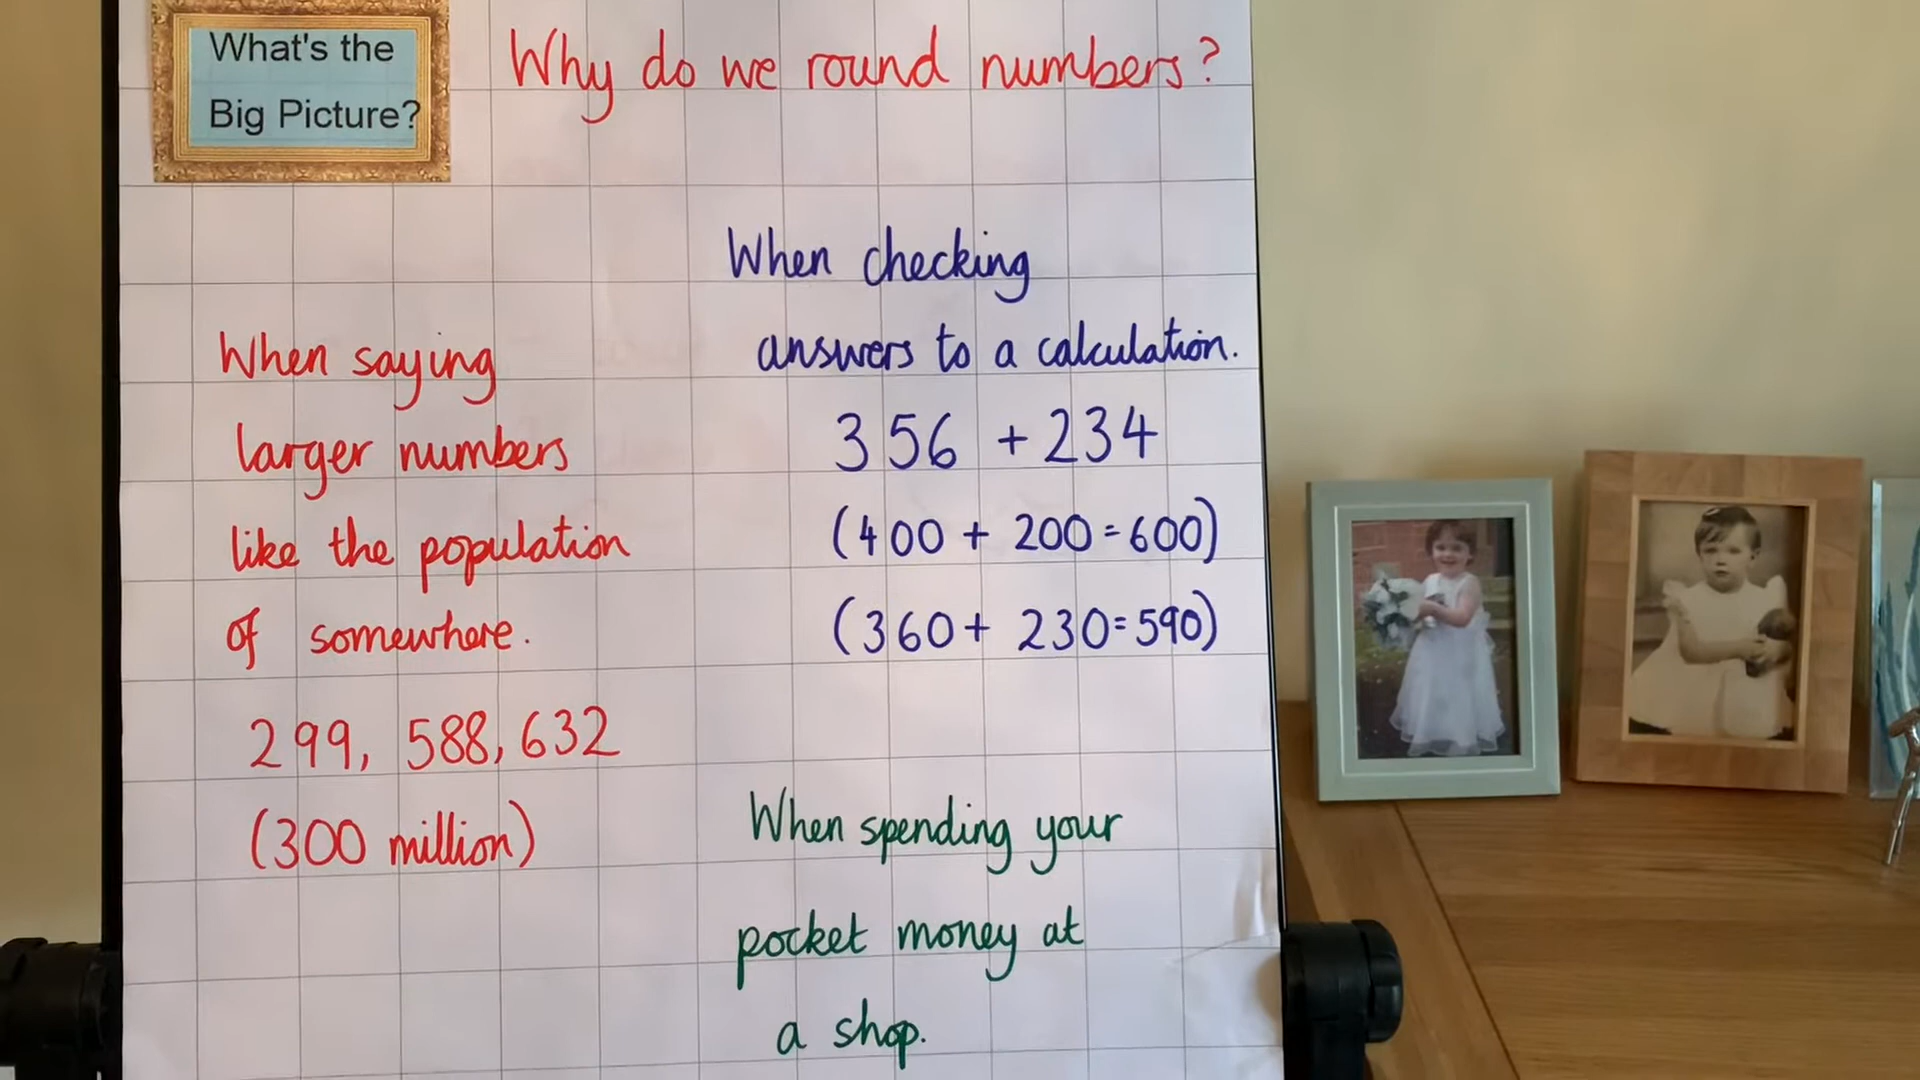 What's the
Big Picture?
Why do we round numbers?
When saying
larger numbers
like the population
of somewhere.
299, 588, 632
(300 million)
When checking
answers to a calculation.
356 + 234
(400 + 200 = 600)
(360 + 230 = 590)
When spending your
pocket money at
a shop.